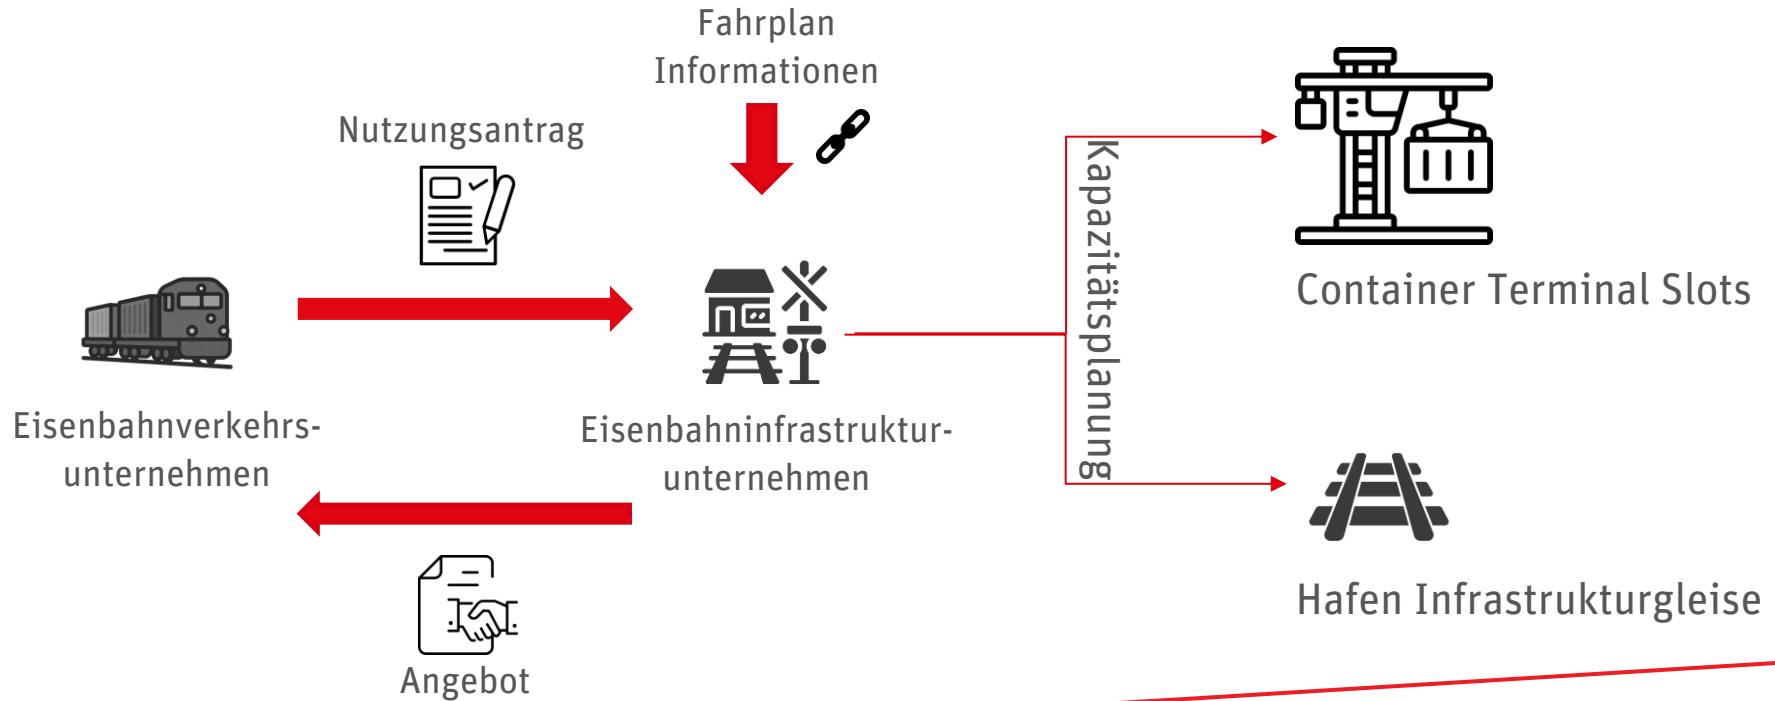 Fahrplan
Informationen
Nutzungsantrag
Eisenbahnverkehrs-
unternehmen
Eisenbahninfrastruktur-
unternehmen
Angebot
Kapazitätsplanung
Container Terminal Slots
Hafen Infrastrukturgleise